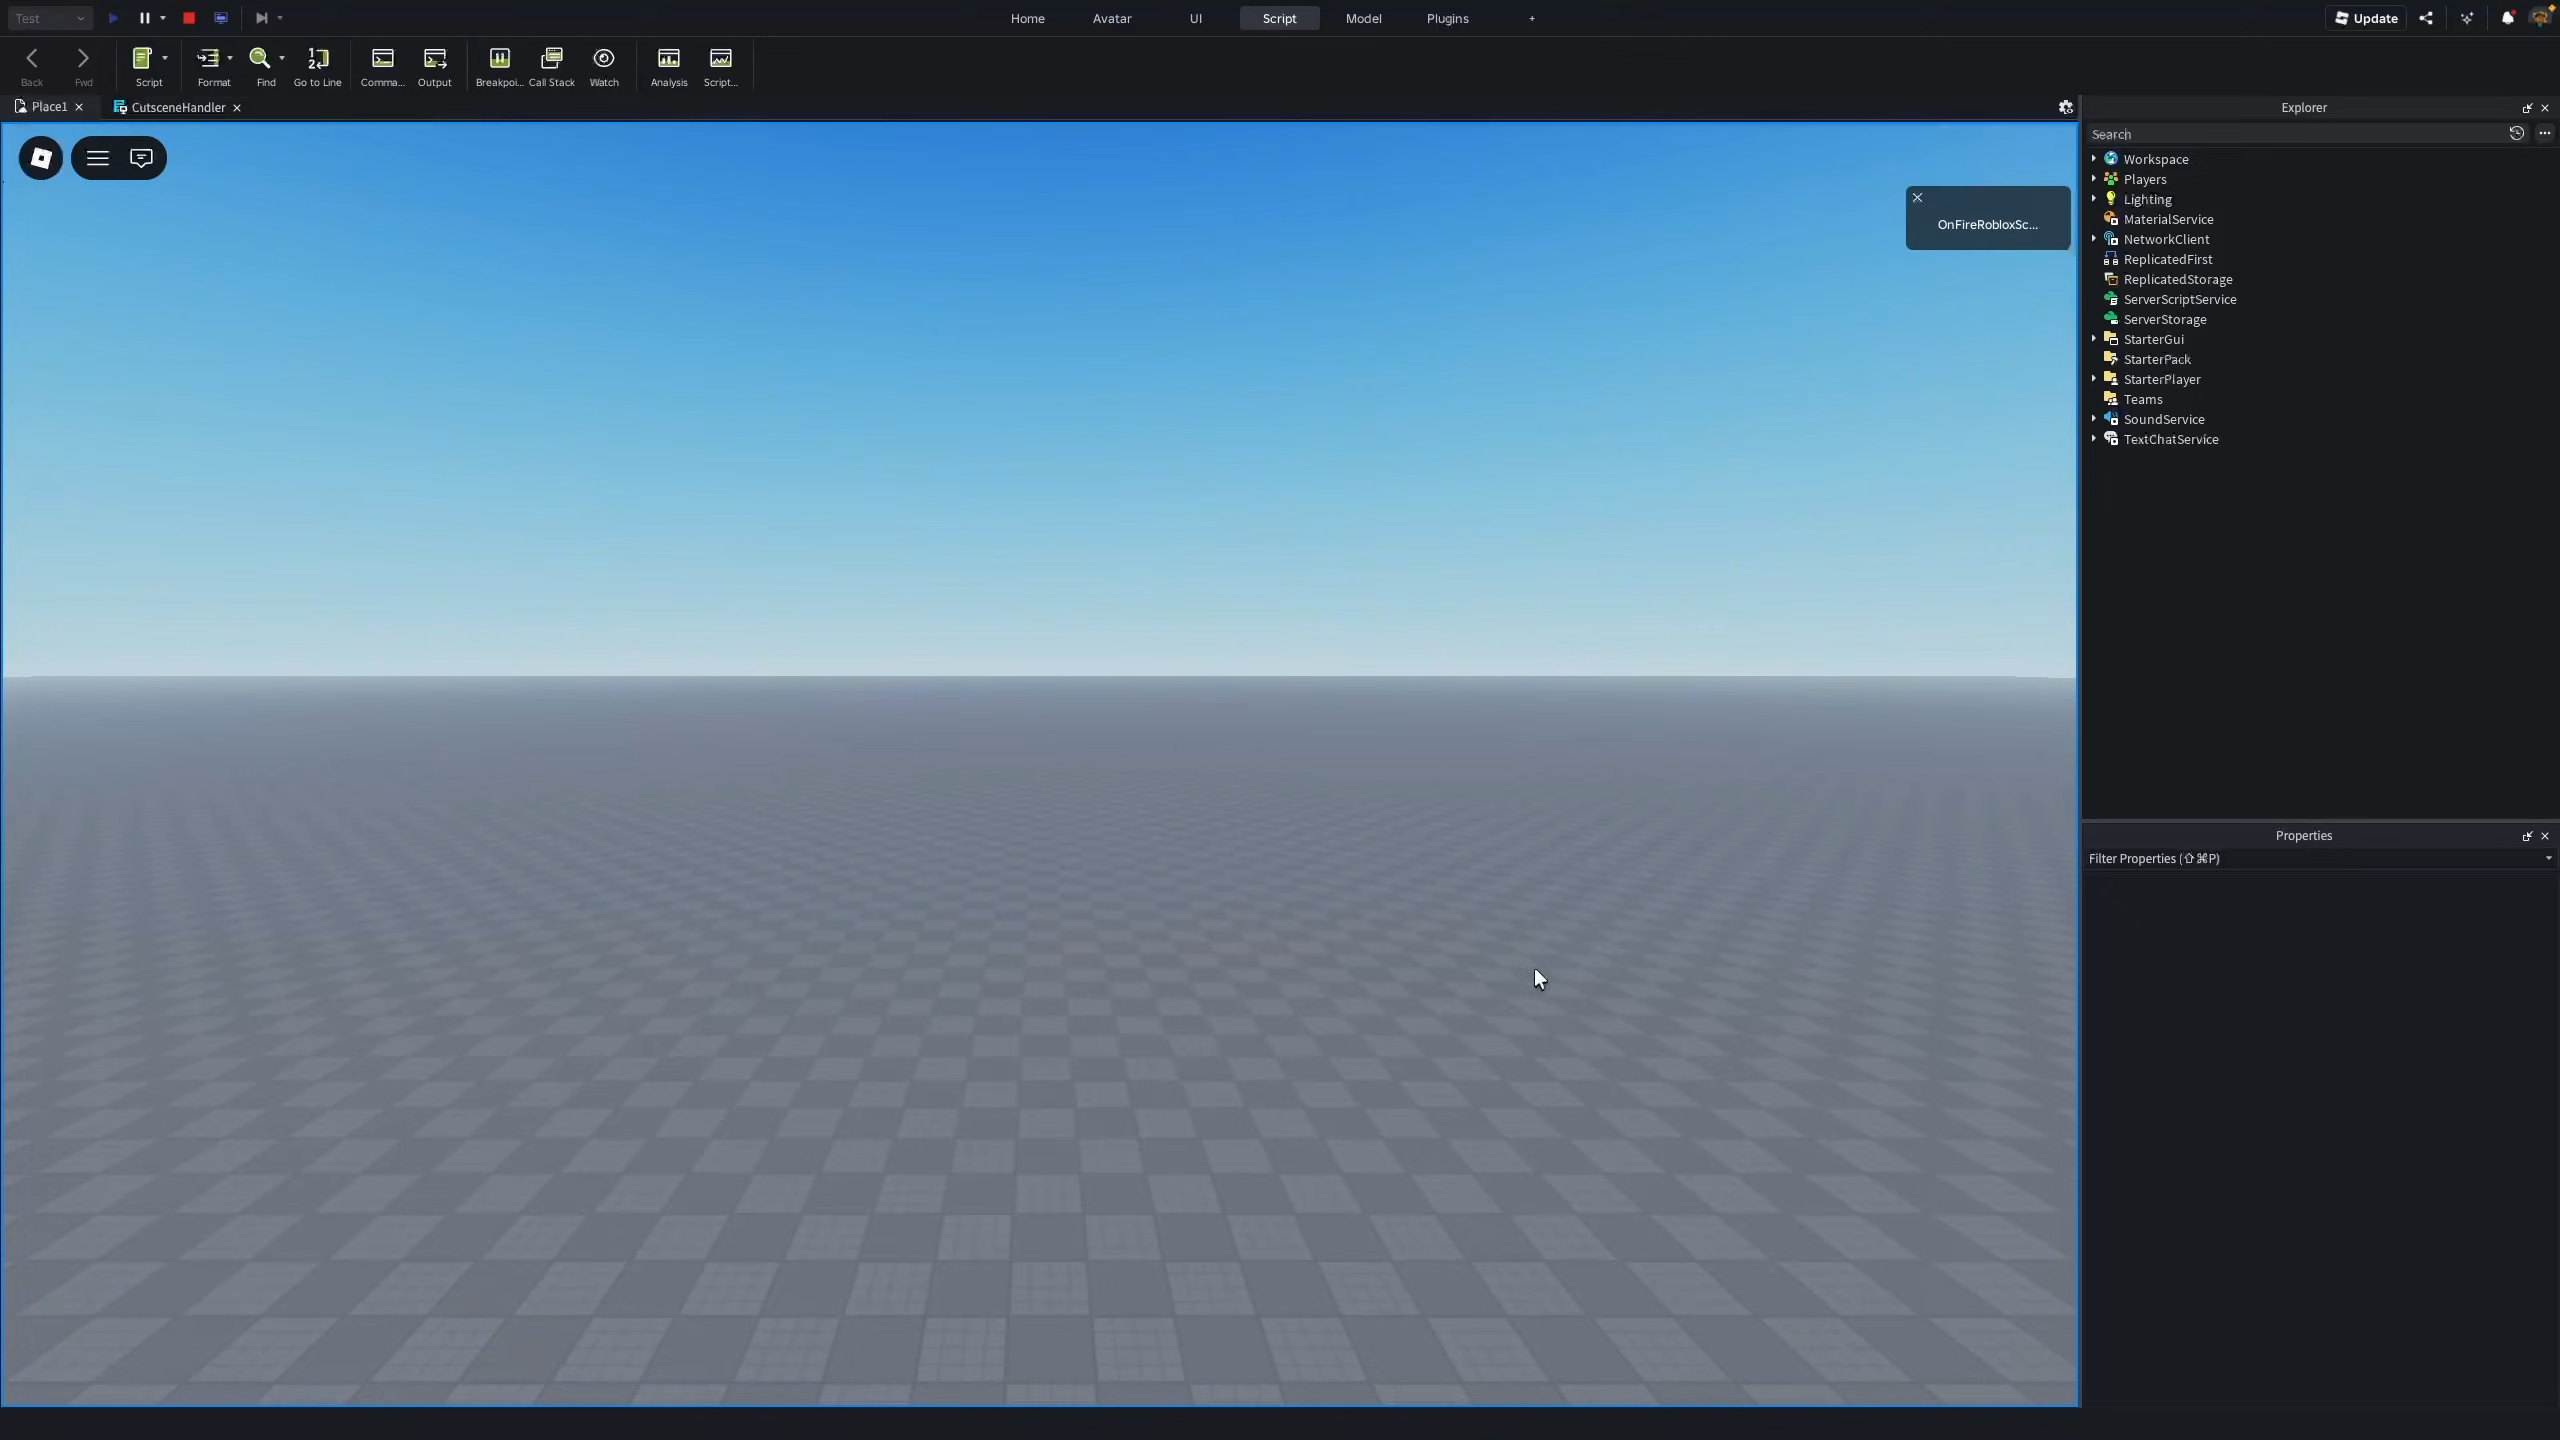 Test
Home
Avatar
UI
Script
Model
Plugins
+
Update
Back
Fwd
Script
Format
Find
Go to Line
Comma...
Output
Breakpoi...
Call Stack
Watch
Analysis
Script...
Place1
CutsceneHandler
Explorer
Search
Workspace
Players
Lighting
MaterialService
NetworkClient
ReplicatedFirst
ReplicatedStorage
ServerScriptService
ServerStorage
StarterGui
StarterPack
StarterPlayer
Teams
SoundService
TextChatService
OnFireRobloxSc...
Properties
Filter Properties (⇧⌘P)